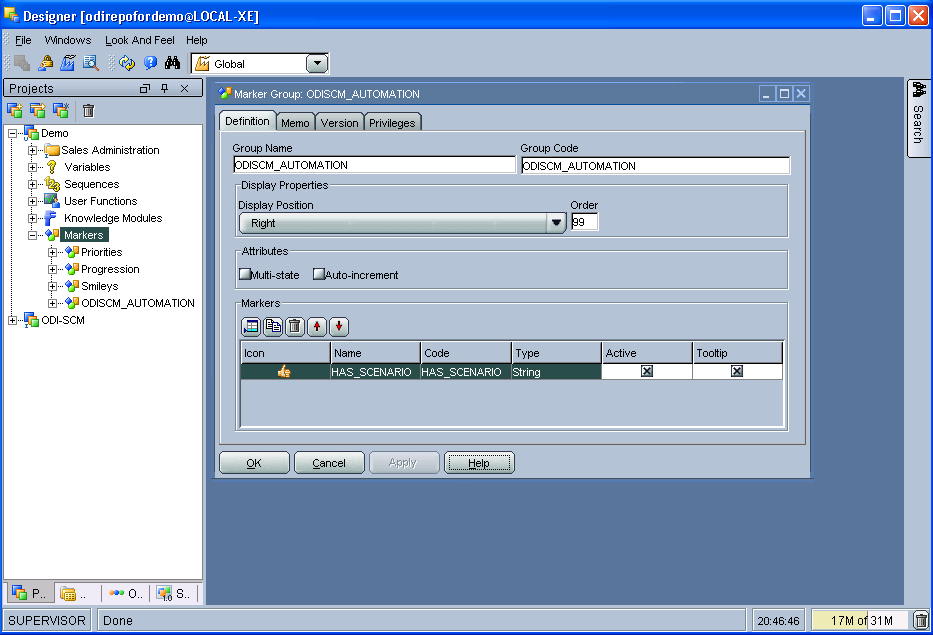 Designer [odirepofordemo@LOCAL-XE]
File Windows Look And Feel Help
Global
Projects
Demo
Sales Administration
Variables
Sequences
User Functions
Knowledge Modules
Markers
Priorities
Progression
Smileys
ODISCM_AUTOMATION
ODI-SCM
Marker Group: ODISCM_AUTOMATION
Definition Memo Version Privileges
Group Name Group Code
ODISCM_AUTOMATION ODISCM_AUTOMATION
Display Properties
Display Position Order
Right 99
Attributes
Multi-state Auto-increment
Markers
Icon Name Code Type Active Tooltip
HAS_SCENARIO HAS_SCENARIO String
OK Cancel Apply Help
Search
P.. .. O.. S..
SUPERVISOR Done 20:46:46 17M of 31M